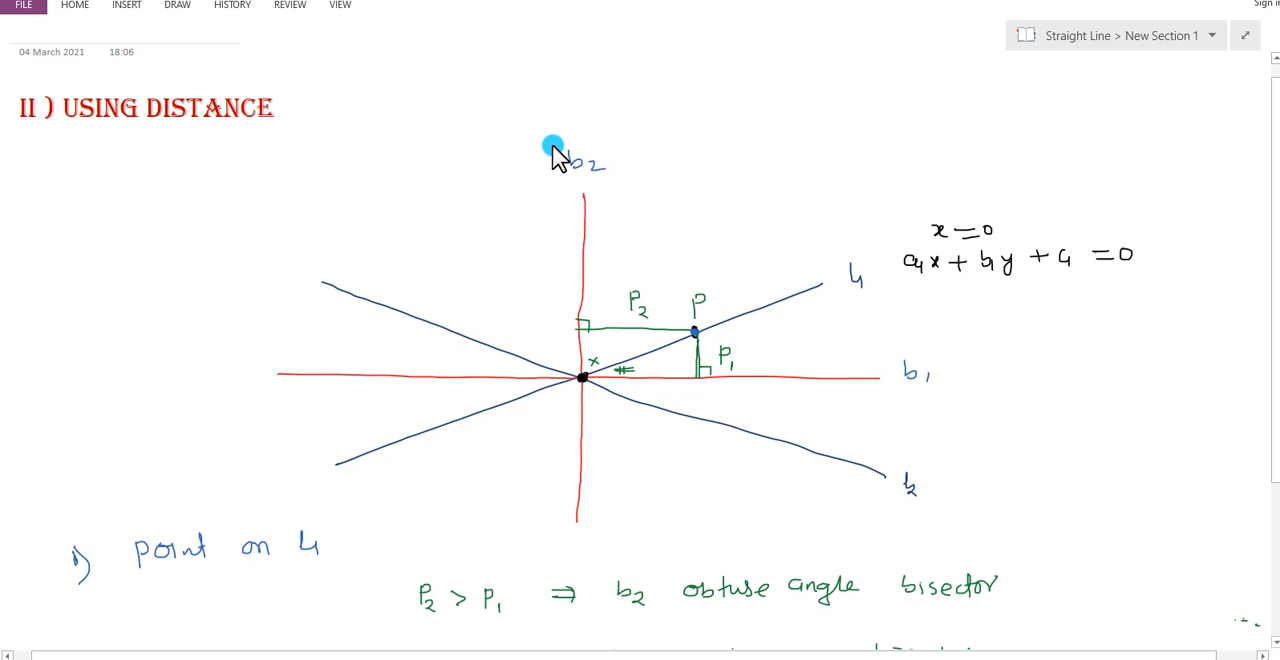 FILE HOME INSERT DRAW HISTORY REVIEW VIEW
Sign i
Straight Line > New Section 1
04 March 2021 18:06
II ) USING DISTANCE
b2
x = 0
a1x + b1y + c1 = 0
L1
P2 P
P1
x
b1
L2
1) Point on L1
P2 > P1 ⇒ b2 obtuse angle bisector